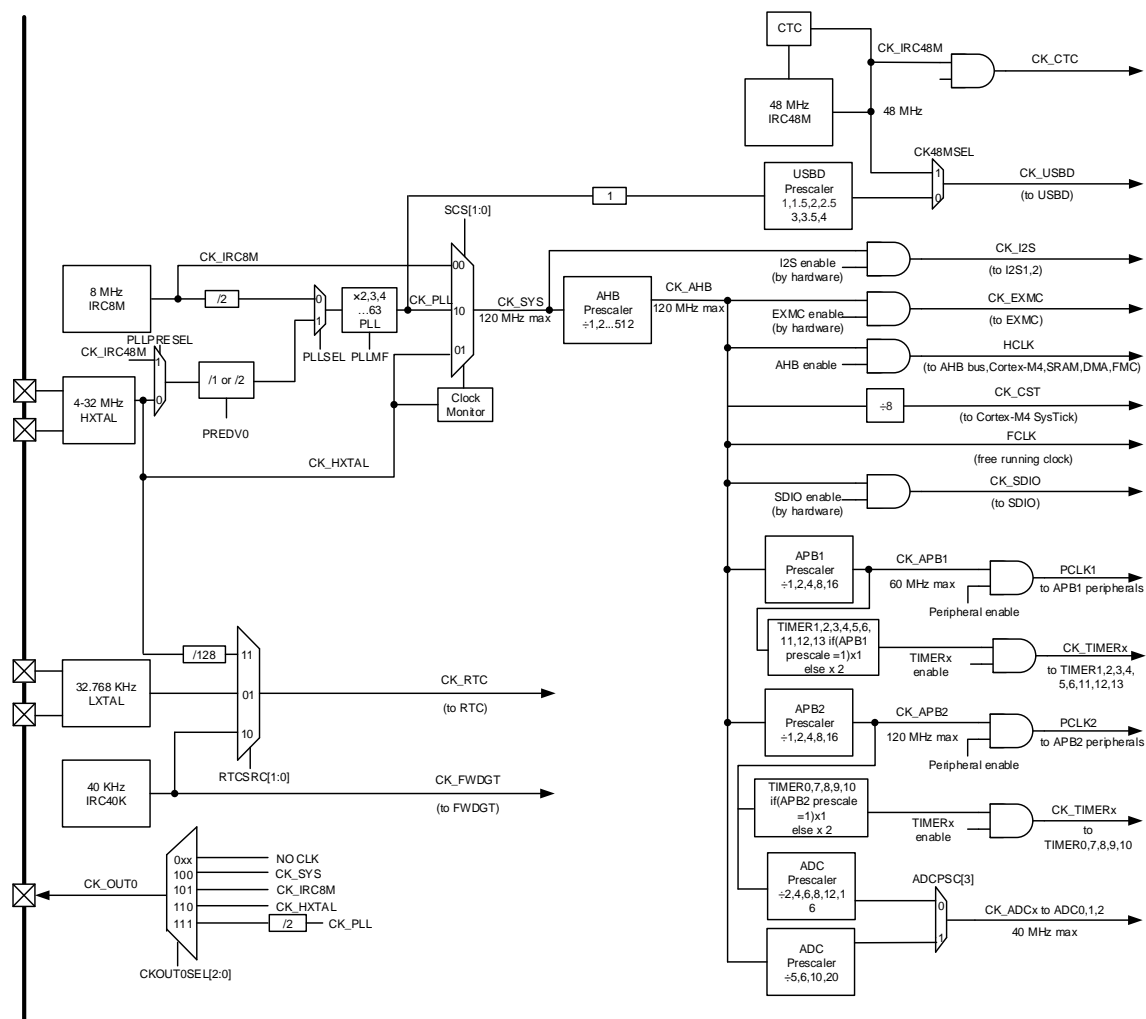 CTC
CK_IRC48M
CK_CTC
48 MHz
IRC48M
48 MHz
CK48MSEL
1
0
CK_USBD
(to USBD)
USBD
Prescaler
1,1.5,2,2.5
3,3.5,4
1
SCS[1:0]
CK_IRC8M
00
10
01
8 MHz
IRC8M
/2
0
1
PLLSEL
×2,3,4
...63
PLL
PLLMF
CK_PLL
CK_SYS
120 MHz max
I2S enable
(by hardware)
CK_I2S
(to I2S1,2)
AHB
Prescaler
÷1,2...512
CK_AHB
120 MHz max
EXMC enable
(by hardware)
CK_EXMC
(to EXMC)
AHB enable
HCLK
(to AHB bus,Cortex-M4,SRAM,DMA,FMC)
PLLPRESEL
CK_IRC48M
1
0
4-32 MHz
HXTAL
/1 or /2
PREDV0
Clock
Monitor
÷8
CK_CST
(to Cortex-M4 SysTick)
FCLK
(free running clock)
CK_HXTAL
SDIO enable
(by hardware)
CK_SDIO
(to SDIO)
APB1
Prescaler
÷1,2,4,8,16
CK_APB1
60 MHz max
Peripheral enable
PCLK1
to APB1 peripherals
TIMER1,2,3,4,5,6,
11,12,13 if(APB1
prescale =1)x1
else x 2
TIMERx
enable
CK_TIMERx
to TIMER1,2,3,4,
5,6,11,12,13
/128
11
01
10
32.768 KHz
LXTAL
CK_RTC
(to RTC)
RTCSRC[1:0]
APB2
Prescaler
÷1,2,4,8,16
CK_APB2
120 MHz max
Peripheral enable
PCLK2
to APB2 peripherals
40 KHz
IRC40K
CK_FWDGT
(to FWDGT)
TIMER0,7,8,9,10
if(APB2 prescale
=1)x1
else x 2
TIMERx
enable
CK_TIMERx
to
TIMER0,7,8,9,10
CK_OUT0
0xx
100
101
110
111
NO CLK
CK_SYS
CK_IRC8M
CK_HXTAL
/2
CK_PLL
CKOUT0SEL[2:0]
ADC
Prescaler
÷2,4,6,8,12,1
6
ADCPSC[3]
0
1
CK_ADCx to ADC0,1,2
40 MHz max
ADC
Prescaler
÷5,6,10,20